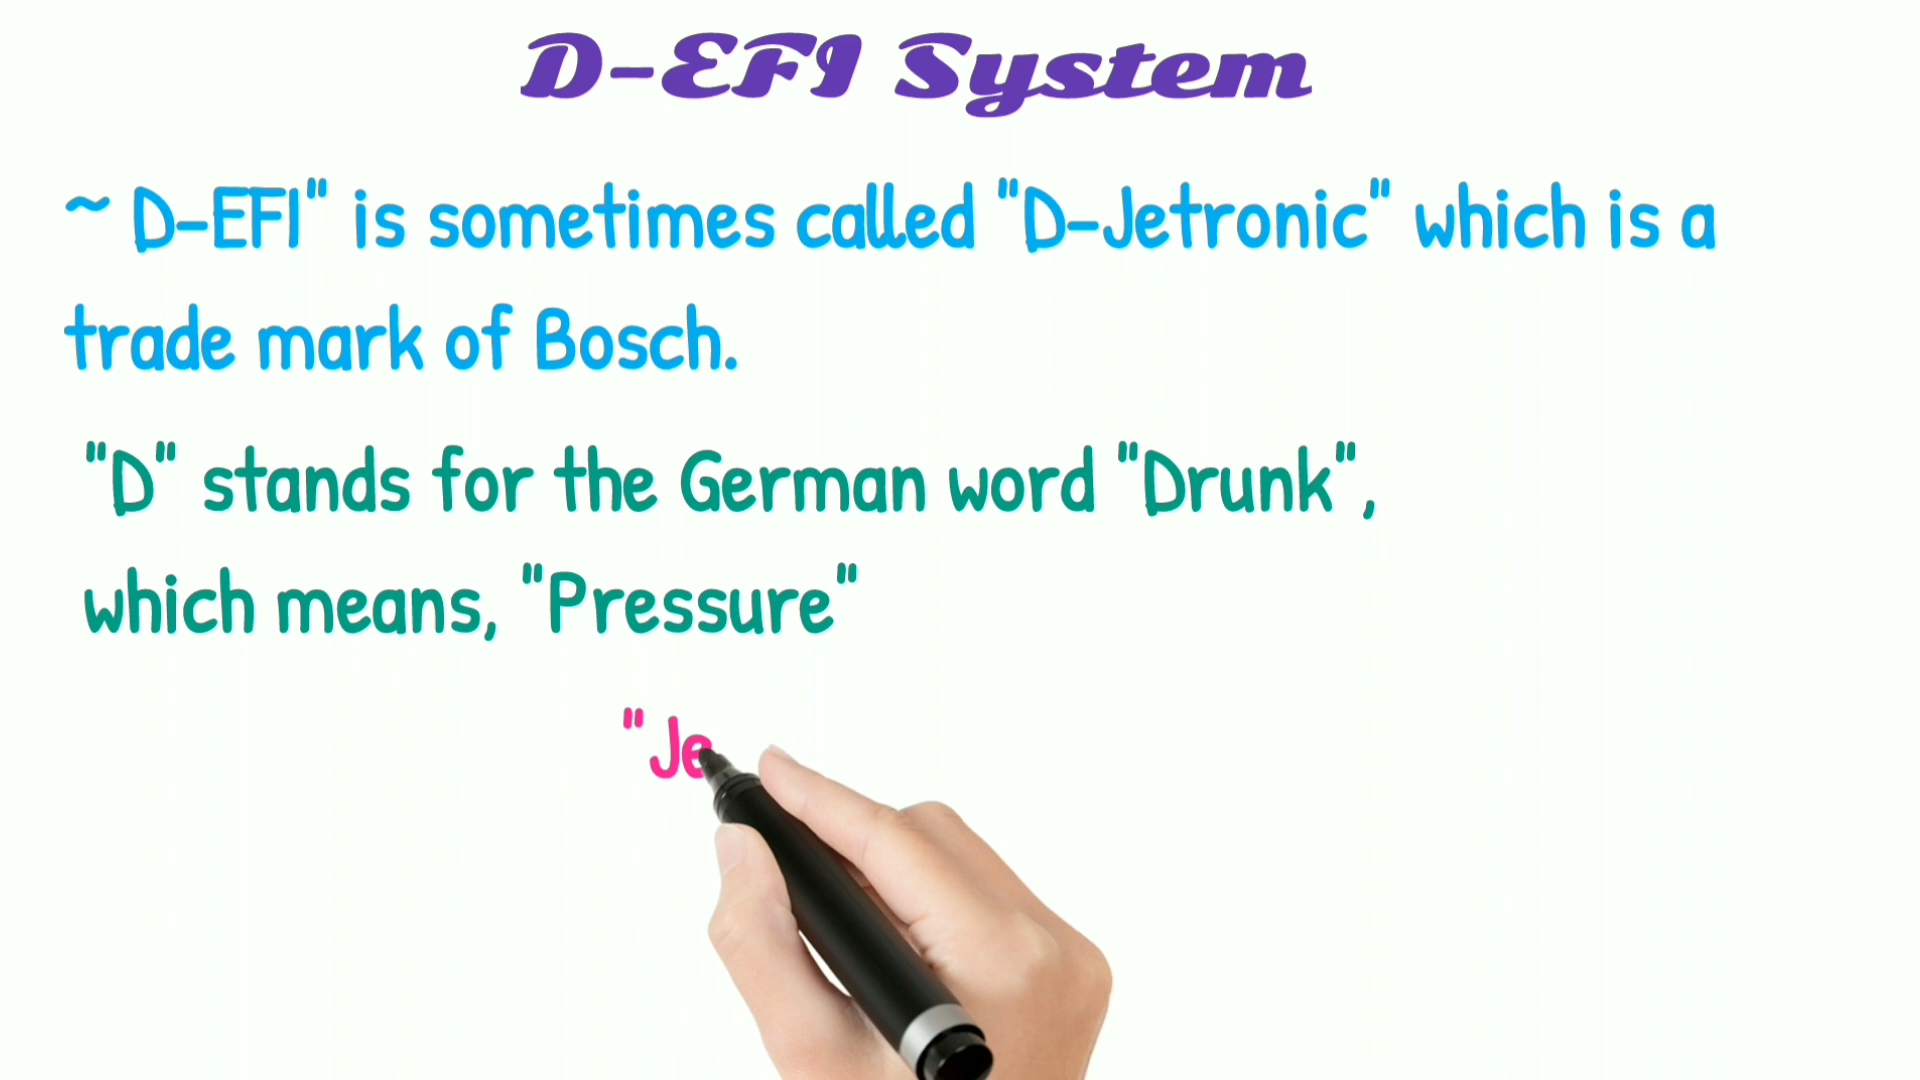 D-EFI System
~ D-EFI" is sometimes called "D-Jetronic" which is a
trade mark of Bosch.
"D" stands for the German word "Drunk",
which means, "Pressure"
"Je